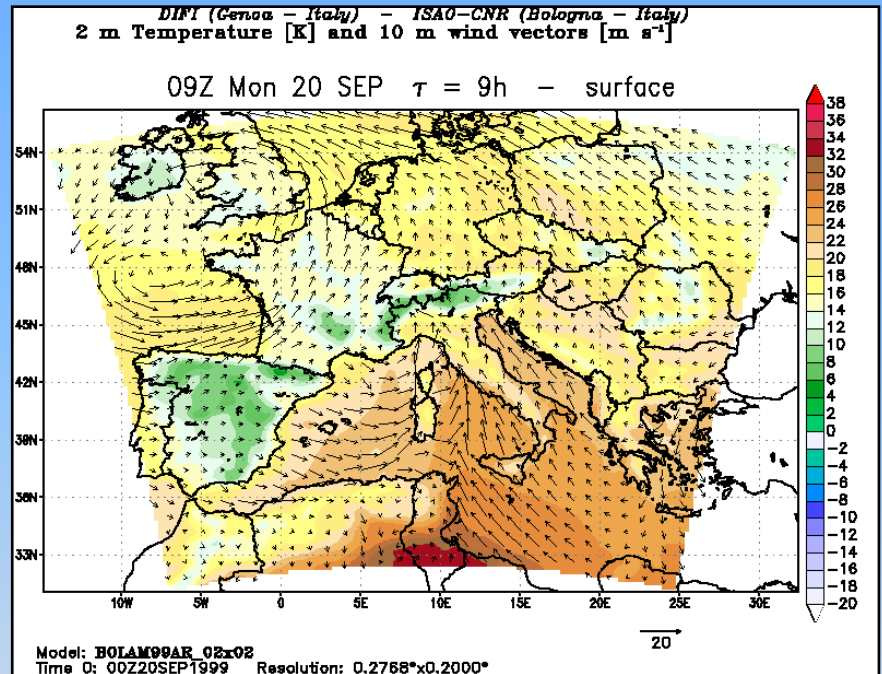 DIFI (Genoa - Italy) - ISAO-CNR (Bologna - Italy)
2 m Temperature [K] and 10 m wind vectors [m s⁻¹]
09Z Mon 20 SEP τ = 9h - surface
54N
51N
48N
45N
42N
39N
36N
33N
10W 5W 0 5E 10E 15E 20E 25E 30E
38
36
34
32
30
28
26
24
22
20
18
16
14
12
10
8
6
4
2
0
-2
-4
-6
-8
-10
-12
-14
-16
-18
-20
20
Model: BOLAM99AR_02x02
Time 0: 00Z20SEP1999 Resolution: 0.2768°x0.2000°